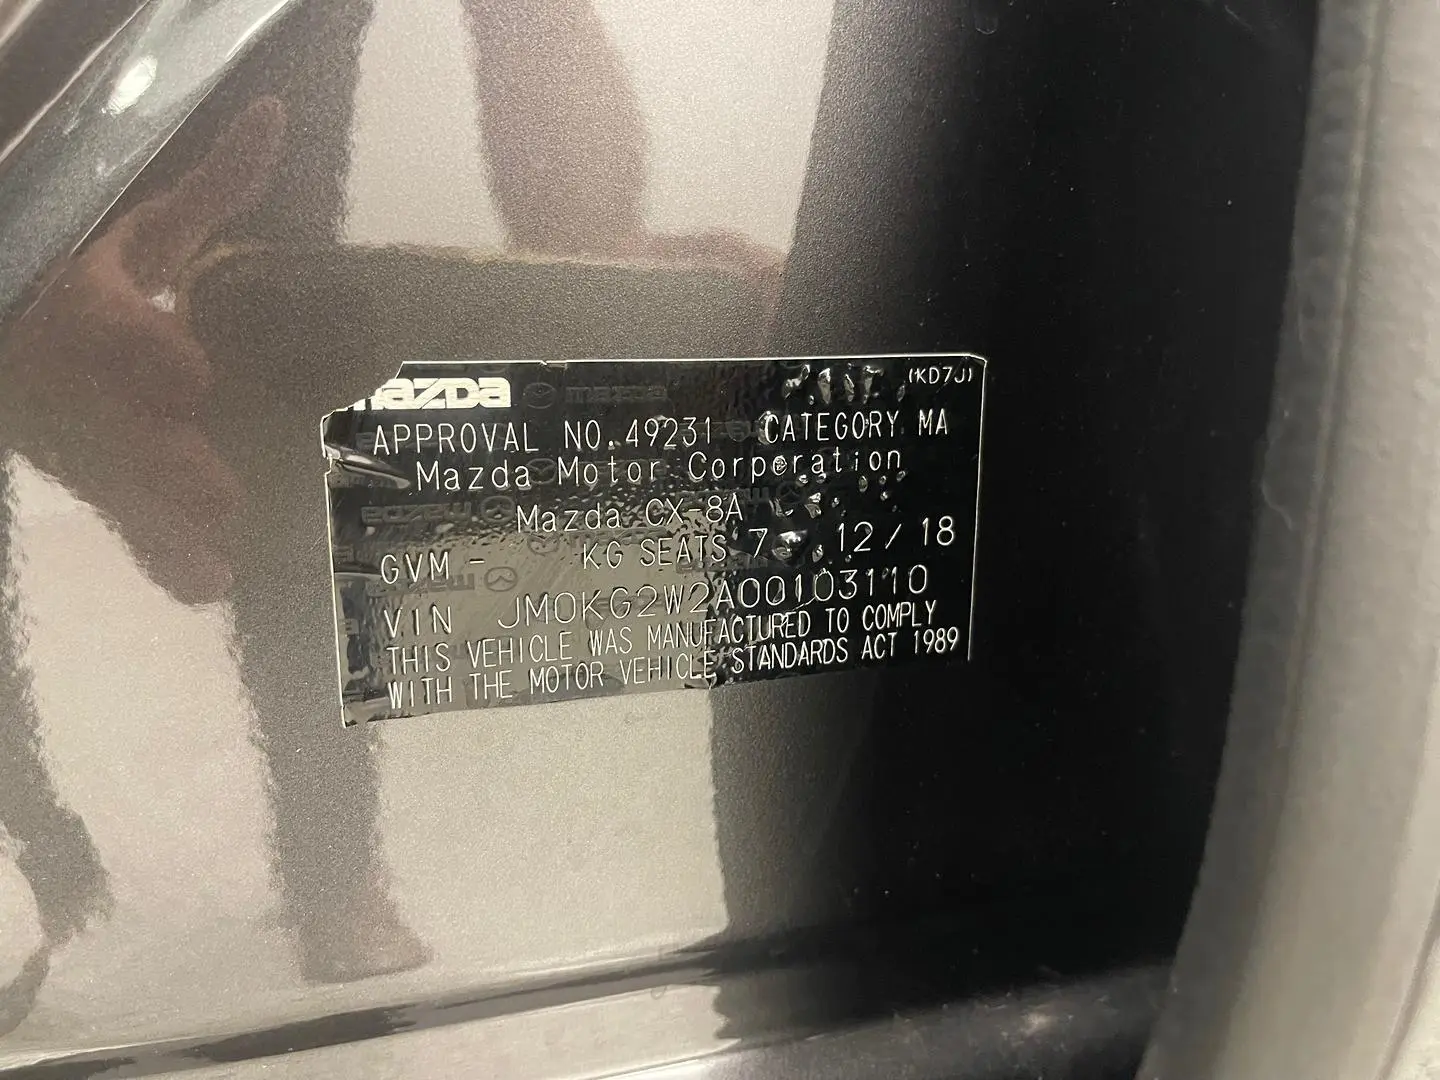 mazda mazda (KD7J)
APPROVAL NO.49231 CATEGORY MA
Mazda Motor Corporation
Mazda CX-8A
GVM - KG SEATS 7 12/18
VIN JM0KG2W2A00103110
THIS VEHICLE WAS MANUFACTURED TO COMPLY
WITH THE MOTOR VEHICLE STANDARDS ACT 1989